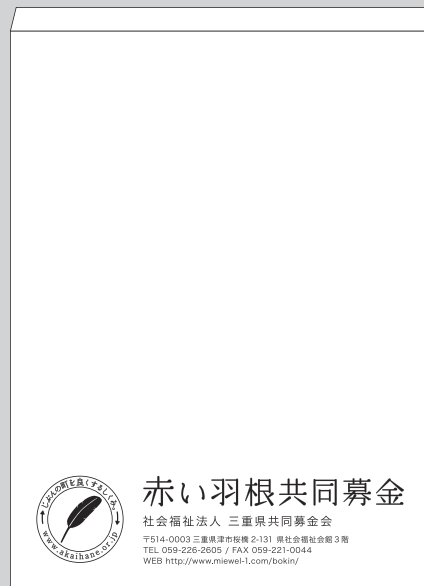 じぶんの町を良くするしくみ。
www.akaihane.or.jp
赤い羽根共同募金
社会福祉法人 三重県共同募金会
〒514-0003 三重県津市桜橋 2-131 県社会福祉会館 3 階
TEL 059-226-2605 / FAX 059-221-0044
WEB http://www.miewel-1.com/bokin/